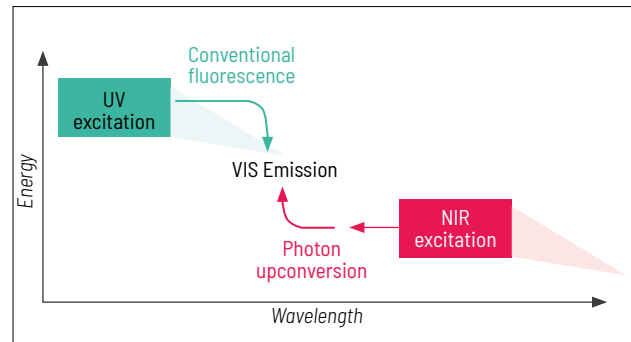 Conventional
fluorescence
UV
excitation
VIS Emission
Energy
NIR
excitation
Photon
upconversion
Wavelength